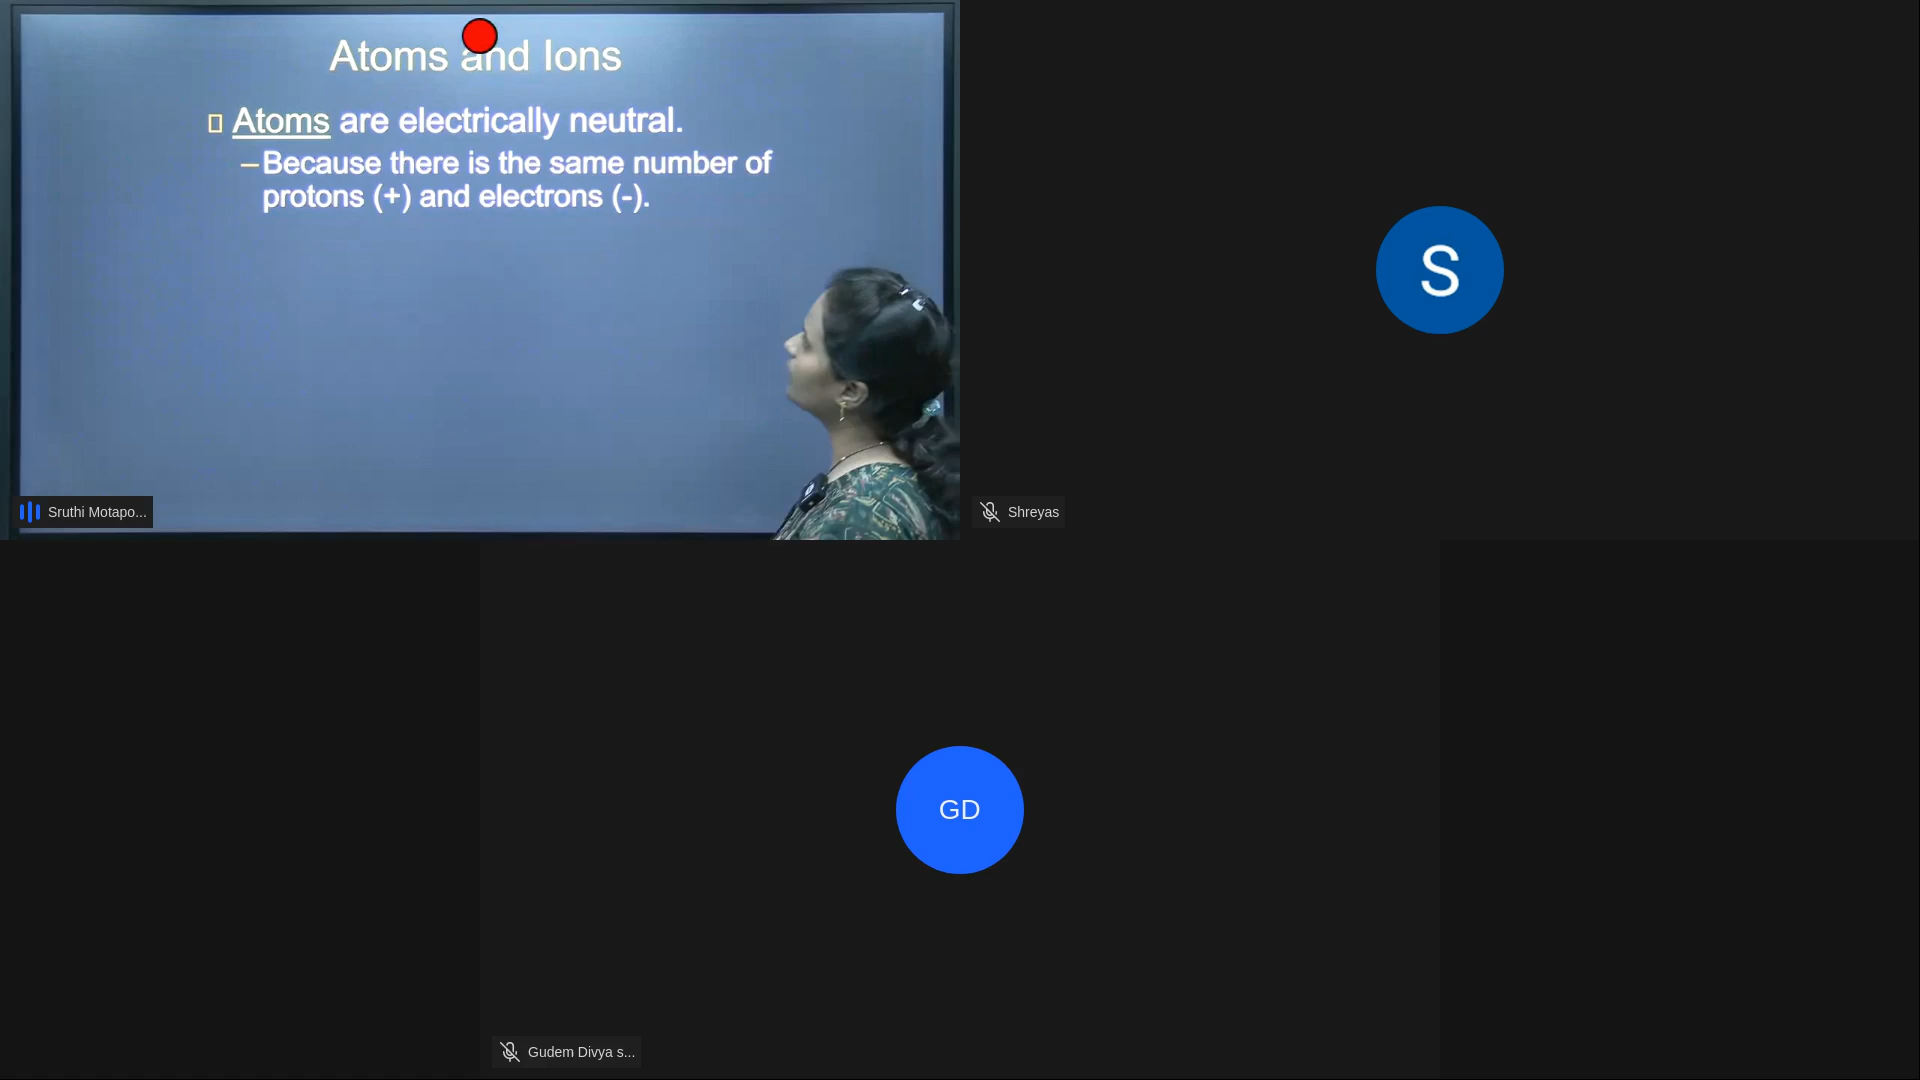 Atoms and Ions
Atoms are electrically neutral.
–Because there is the same number of
protons (+) and electrons (-).
Sruthi Motapo...
S
Shreyas
GD
Gudem Divya s...